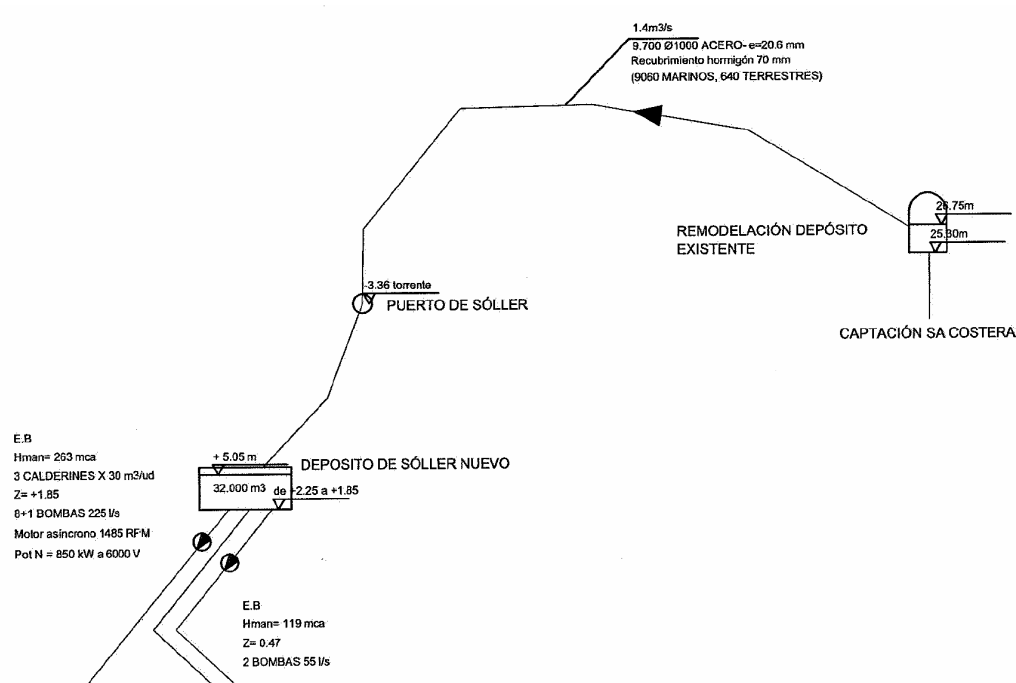 1.4m3/s
9.700 Ø1000 ACERO- e=20.6 mm
Recubrimiento hormigón 70 mm
(9060 MARINOS, 640 TERRESTRES)
26.75m
25.80m
REMODELACIÓN DEPÓSITO
EXISTENTE
CAPTACIÓN SA COSTERA
-3.36 torrente
PUERTO DE SÓLLER
E.B
Hman= 263 mca
3 CALDERINES X 30 m3/ud
Z= +1.85
8+1 BOMBAS 225 l/s
Motor asíncrono 1485 RPM
Pot N = 850 kW a 6000 V
+ 5.05 m
DEPOSITO DE SÓLLER NUEVO
32.000 m3
de +2.25 a +1.85
E.B
Hman= 119 mca
Z= 0.47
2 BOMBAS 55 l/s